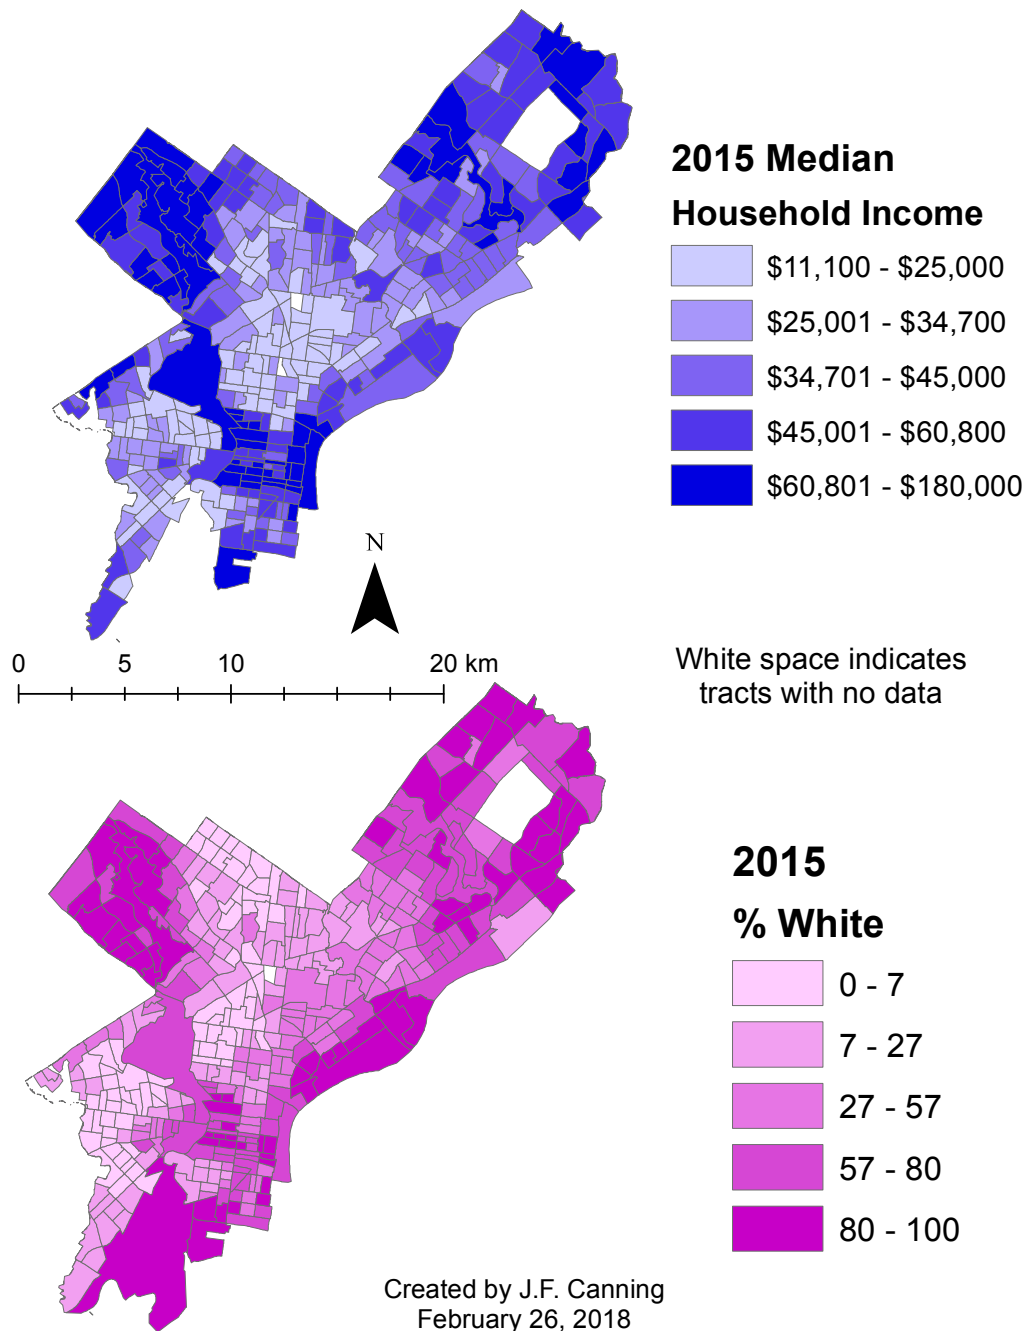 2015 Median
Household Income
$11,100 - $25,000
$25,001 - $34,700
$34,701 - $45,000
$45,001 - $60,800
$60,801 - $180,000
N
0 5 10 20 km
White space indicates
tracts with no data
2015
% White
0 - 7
7 - 27
27 - 57
57 - 80
80 - 100
Created by J.F. Canning
February 26, 2018